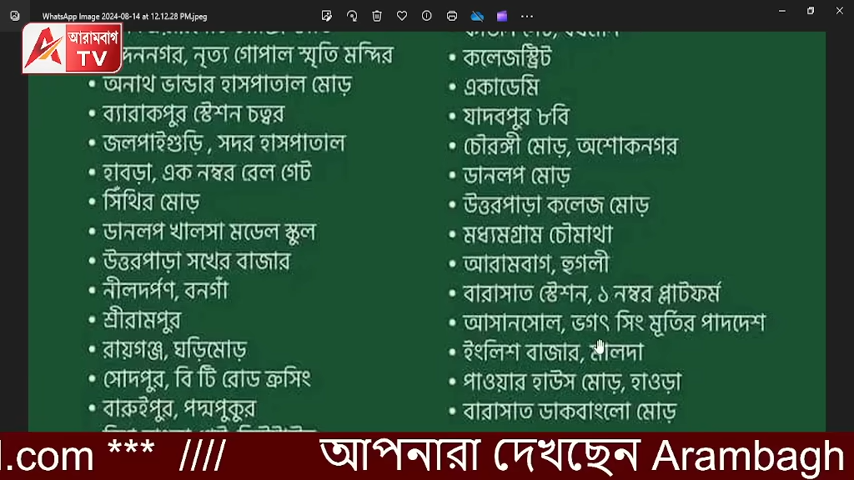 WhatsApp Image 2024-08-14 at 12.12.28 PM.jpeg
আরামবাগ
TV
নৃত্য গোপাল স্মৃতি মন্দির
• অনাথ ভান্ডার হাসপাতাল মোড়
• ব্যারাকপুর স্টেশন চত্বর
• জলপাইগুড়ি , সদর হাসপাতাল
• হাবড়া, এক নম্বর রেল গেট
• সিঁথির মোড়
• ডানলপ খালসা মডেল স্কুল
• উত্তরপাড়া সখের বাজার
• নীলদর্পণ, বনগাঁ
• শ্রীরামপুর
• রায়গঞ্জ, ঘড়িমোড়
• সোদপুর, বি টি রোড ক্রসিং
• বারুইপুর, পদ্মপুকুর
• কলেজস্ট্রিট
• একাডেমি
• যাদবপুর ৮বি
• চৌরঙ্গী মোড়, অশোকনগর
• ডানলপ মোড়
• উত্তরপাড়া কলেজ মোড়
• মধ্যমগ্রাম চৌমাথা
• আরামবাগ, হুগলী
• বারাসাত স্টেশন, ১ নম্বর প্লাটফর্ম
• আসানসোল, ভগৎ সিং মূর্তির পাদদেশ
• ইংলিশ বাজার, মালদা
• পাওয়ার হাউস মোড়, হাওড়া
• বারাসাত ডাকবাংলো মোড়
l.com *** //// আপনারা দেখছেন Arambagh